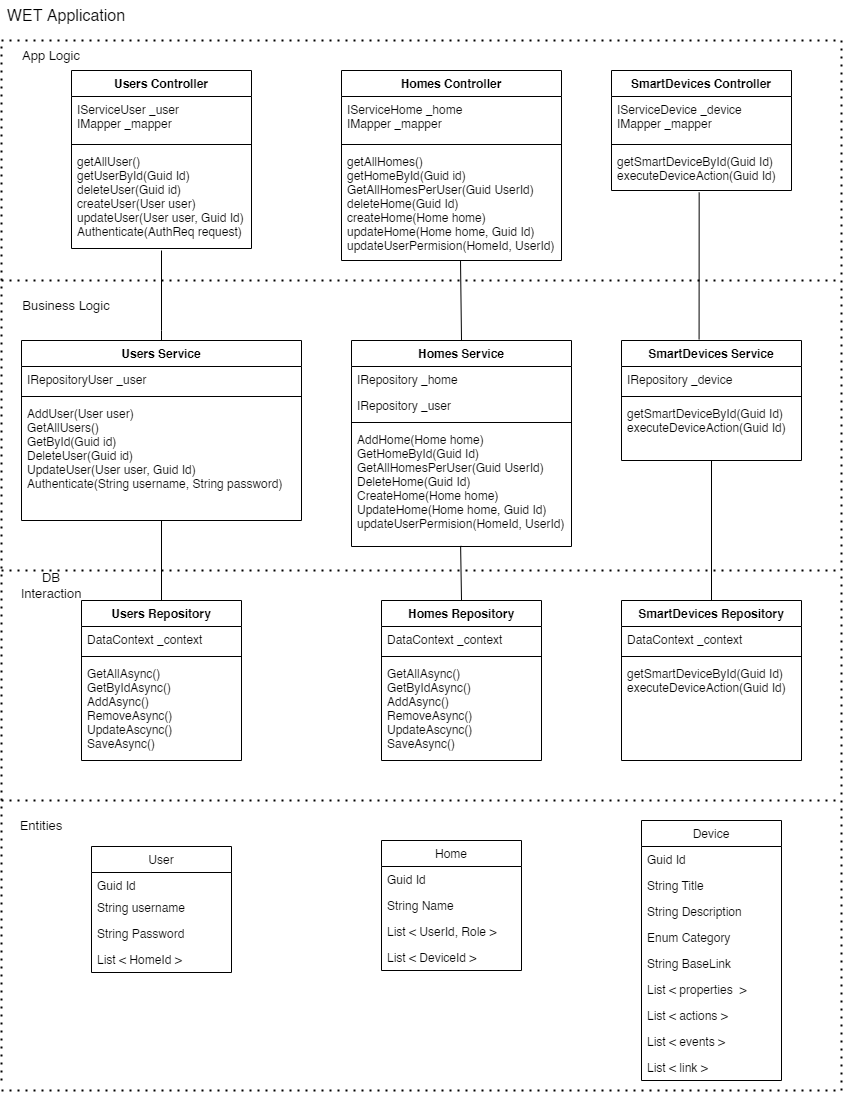 WET Application
App Logic
Users Controller
IServiceUser _user
IMapper _mapper
getAllUser()
getUserById(Guid Id)
deleteUser(Guid id)
createUser(User user)
updateUser(User user, Guid Id)
Authenticate(AuthReq request)
Homes Controller
IServiceHome _home
IMapper _mapper
getAllHomes()
getHomeById(Guid id)
GetAllHomesPerUser(Guid UserId)
deleteHome(Guid Id)
createHome(Home home)
updateHome(Home home, Guid Id)
updateUserPermision(HomeId, UserId)
SmartDevices Controller
IServiceDevice _device
IMapper _mapper
getSmartDeviceById(Guid Id)
executeDeviceAction(Guid Id)
Business Logic
Users Service
IRepositoryUser _user
AddUser(User user)
GetAllUsers()
GetById(Guid id)
DeleteUser(Guid id)
UpdateUser(User user, Guid Id)
Authenticate(String username, String password)
Homes Service
IRepository _home
IRepository _user
AddHome(Home home)
GetHomeById(Guid Id)
GetAllHomesPerUser(Guid UserId)
DeleteHome(Guid Id)
CreateHome(Home home)
UpdateHome(Home home, Guid Id)
updateUserPermision(HomeId, UserId)
SmartDevices Service
IRepository _device
getSmartDeviceById(Guid Id)
executeDeviceAction(Guid Id)
DB
Interaction
Users Repository
DataContext _context
GetAllAsync()
GetByIdAsync()
AddAsync()
RemoveAsync()
UpdateAscync()
SaveAsync()
Homes Repository
DataContext _context
GetAllAsync()
GetByIdAsync()
AddAsync()
RemoveAsync()
UpdateAscync()
SaveAsync()
SmartDevices Repository
DataContext _context
getSmartDeviceById(Guid Id)
executeDeviceAction(Guid Id)
Entities
User
Guid Id
String username
String Password
List < HomeId >
Home
Guid Id
String Name
List < UserId, Role >
List < DeviceId >
Device
Guid Id
String Title
String Description
Enum Category
String BaseLink
List < properties  >
List < actions >
List < events >
List < link >